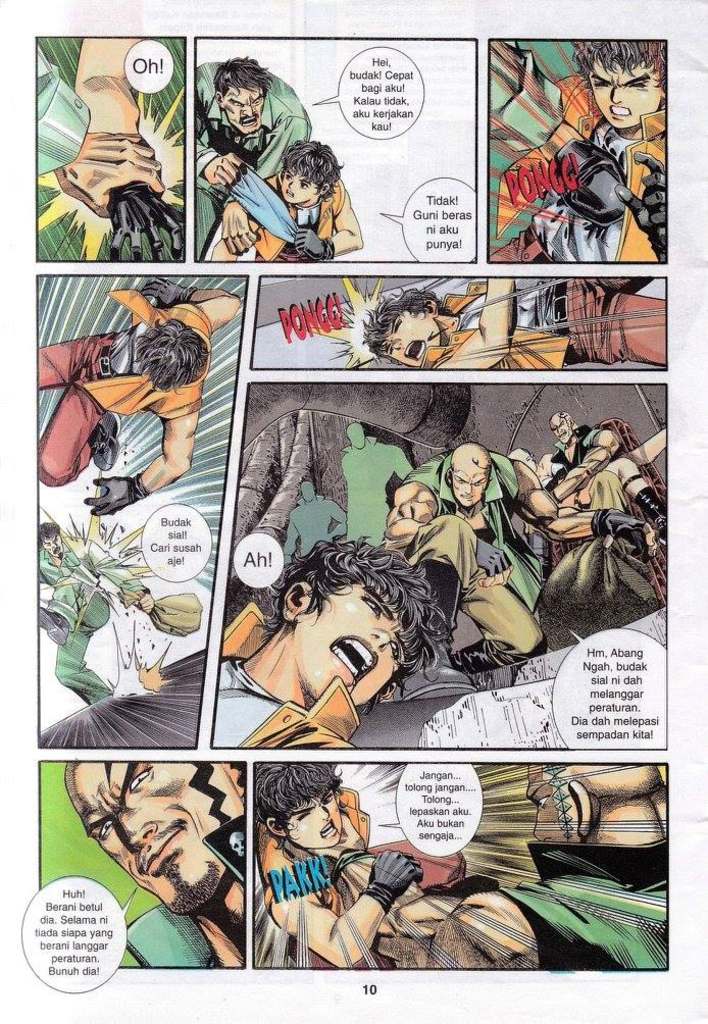 Oh!
Hei,
budak! Cepat
bagi aku!
Kalau tidak,
aku kerjakan
kau!
Tidak!
Guni beras
ni aku
punya!
PONGG!
PONGG!
Budak
sial!
Cari susah
aje!
Ah!
Hm, Abang
Ngah, budak
sial ni dah
melanggar
peraturan.
Dia dah melepasi
sempadan kita!
Huh!
Berani betul
dia. Selama ni
tiada siapa yang
berani langgar
peraturan.
Bunuh dia!
Jangan...
tolong jangan....
Tolong...
lepaskan aku.
Aku bukan
sengaja...
PAKK!
10